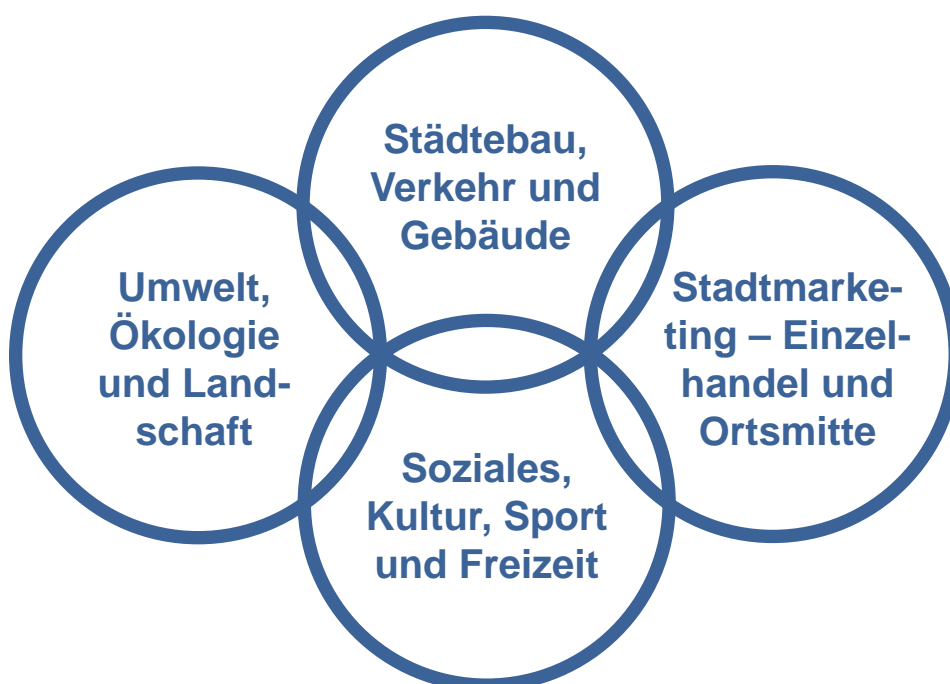 Städtebau,
Verkehr und
Gebäude
Umwelt,
Ökologie
und Land-
schaft
Stadtmarke-
ting – Einzel-
handel und
Ortsmitte
Soziales,
Kultur, Sport
und Freizeit